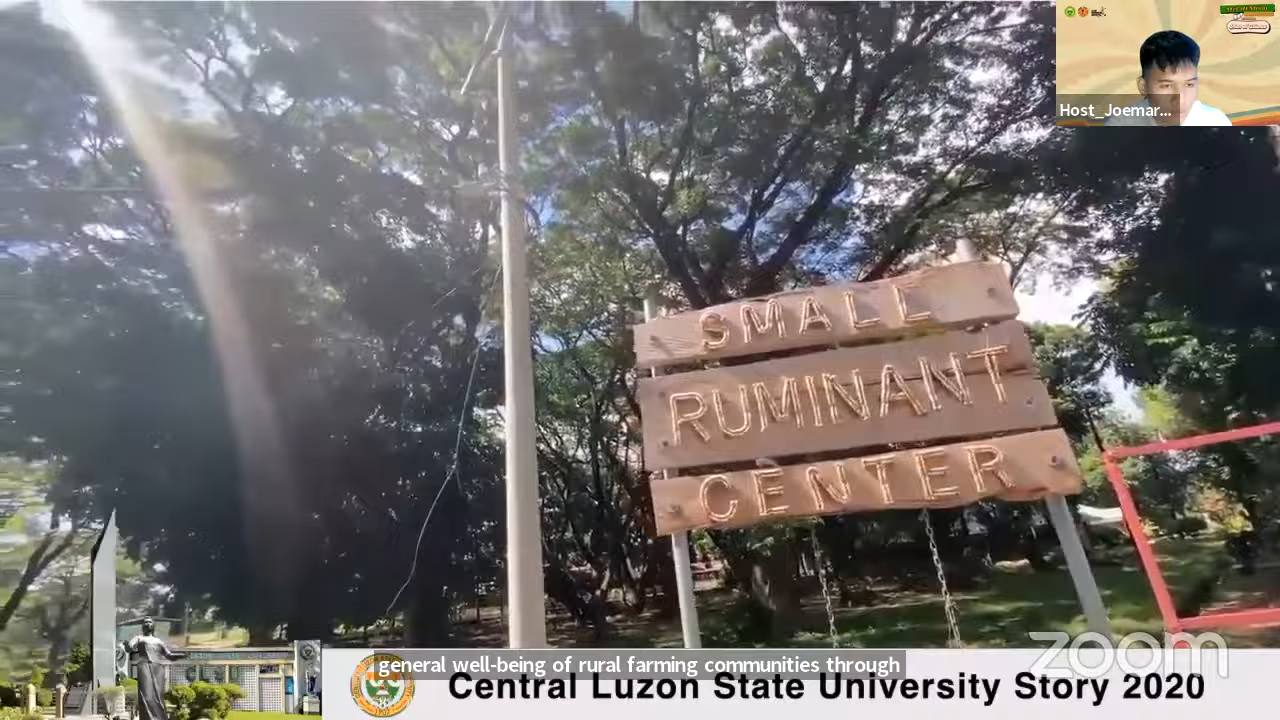 Host_Joemar...
SMALL
RUMINANT
CENTER
general well-being of rural farming communities through
Central Luzon State University Story 2020
zoom